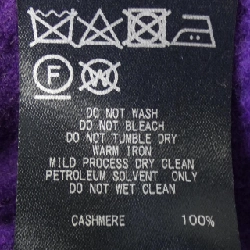 F
W
DO NOT WASH
DO NOT BLEACH
DO NOT TUMBLE DRY
WARM IRON
MILD PROCESS DRY CLEAN
PETROLEUM SOLVENT ONLY
DO NOT WET CLEAN
CASHMERE 100%